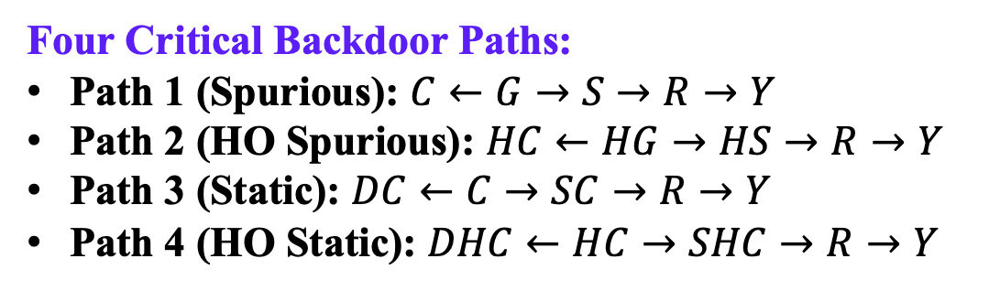 Four Critical Backdoor Paths:
• Path 1 (Spurious): C ← G → S → R → Y
• Path 2 (HO Spurious): HC ← HG → HS → R → Y
• Path 3 (Static): DC ← C → SC → R → Y
• Path 4 (HO Static): DHC ← HC → SHC → R → Y